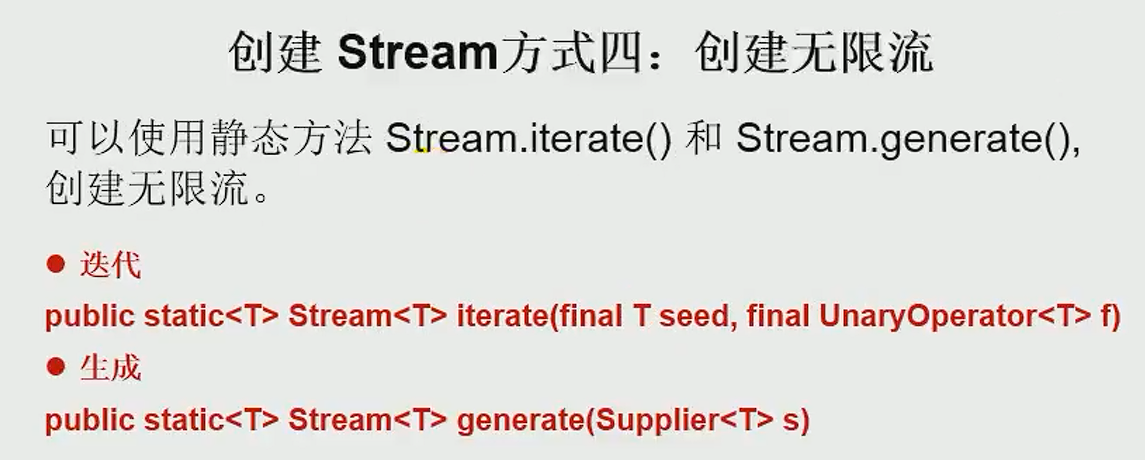 创建 Stream方式四：创建无限流
可以使用静态方法 Stream.iterate() 和 Stream.generate(),
创建无限流。
● 迭代
public static<T> Stream<T> iterate(final T seed, final UnaryOperator<T> f)
● 生成
public static<T> Stream<T> generate(Supplier<T> s)